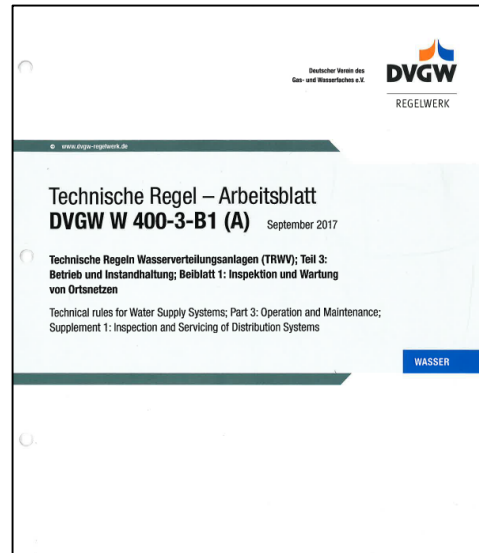 Deutscher Verein des
Gas- und Wasserfaches e.V.
DVGW
REGELWERK
© www.dvgw-regelwerk.de
Technische Regel – Arbeitsblatt
DVGW W 400-3-B1 (A) September 2017
Technische Regeln Wasserverteilungsanlagen (TRWV); Teil 3:
Betrieb und Instandhaltung; Beiblatt 1: Inspektion und Wartung
von Ortsnetzen
Technical rules for Water Supply Systems; Part 3: Operation and Maintenance;
Supplement 1: Inspection and Servicing of Distribution Systems
WASSER